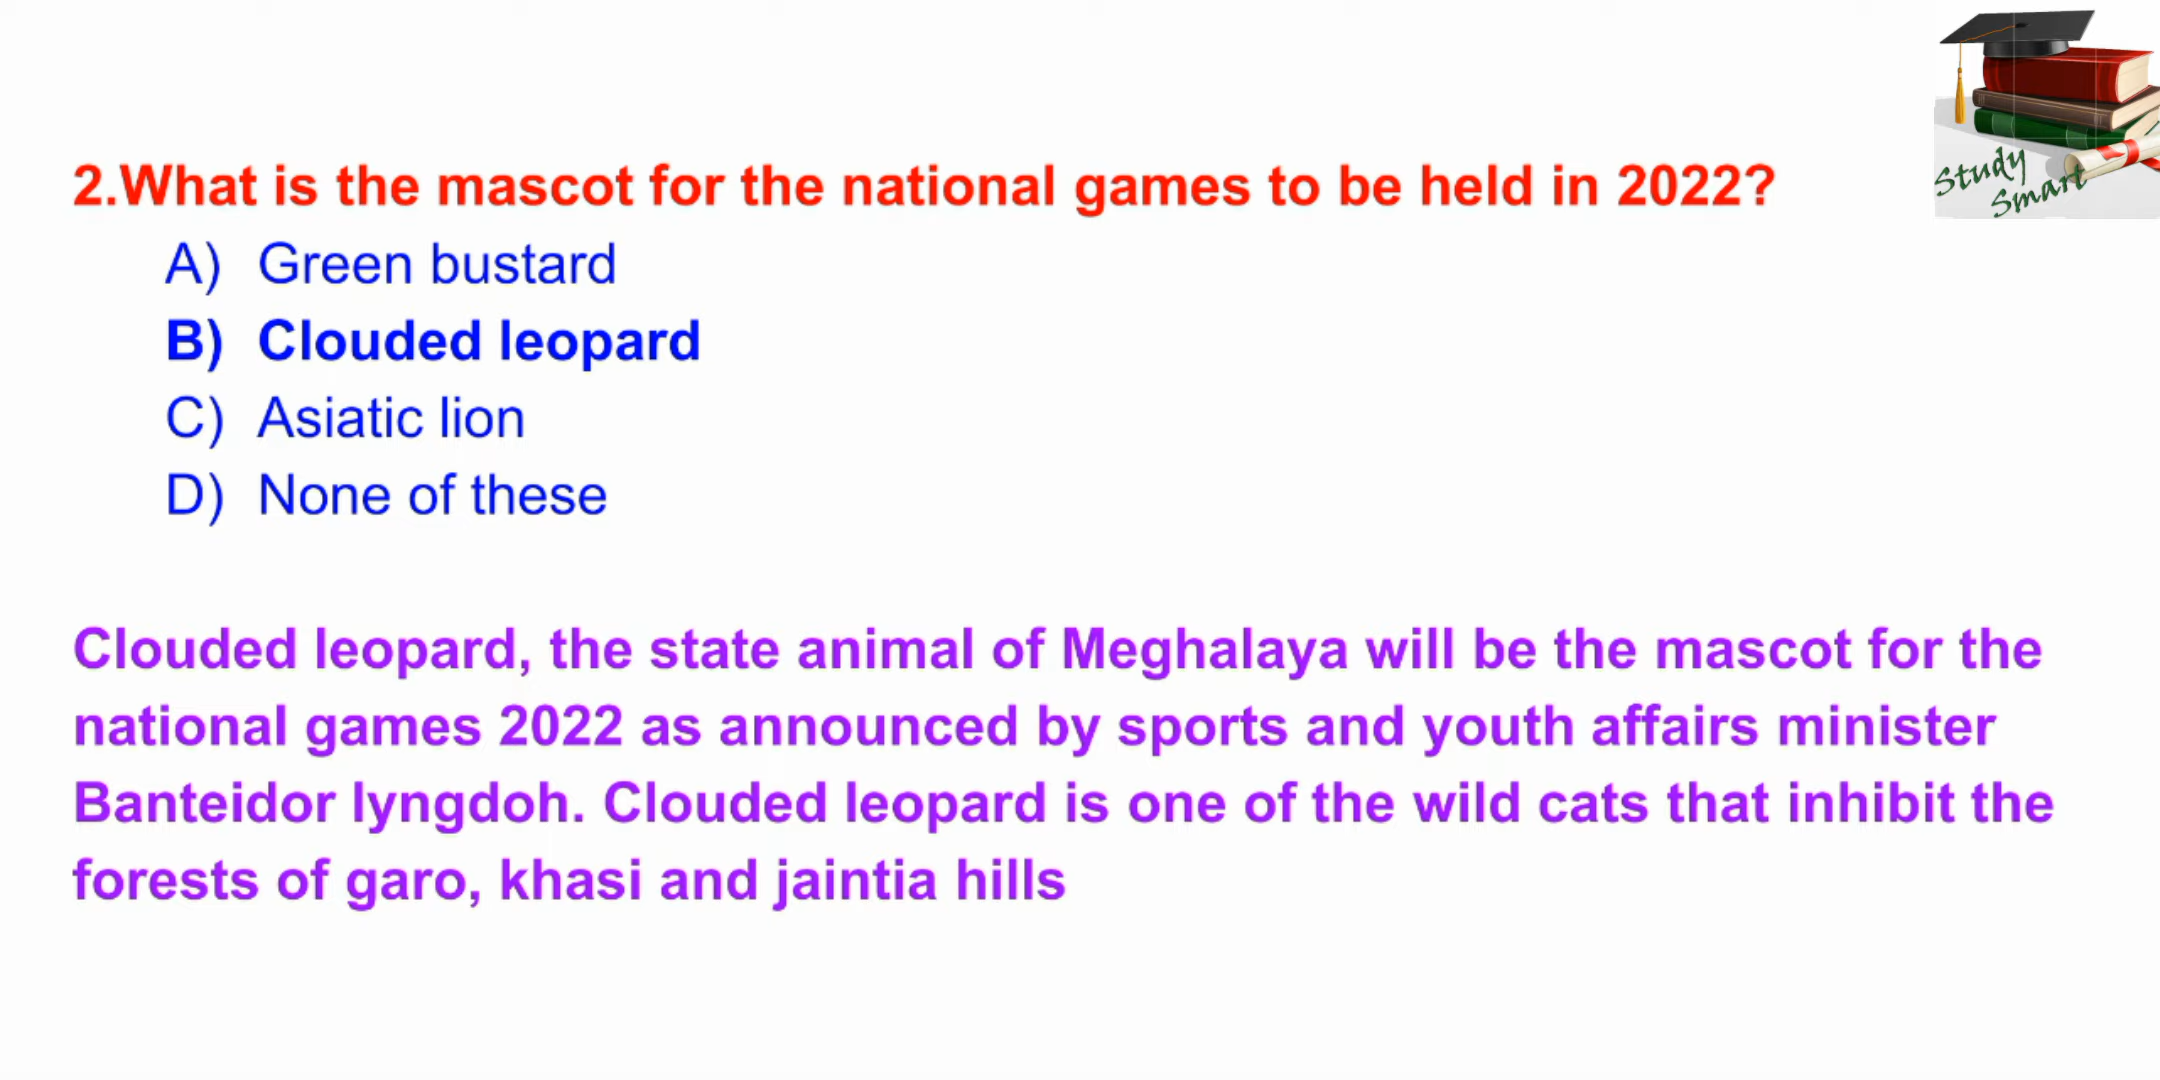 2.What is the mascot for the national games to be held in 2022?
A) Green bustard
B) Clouded leopard
C) Asiatic lion
D) None of these
Clouded leopard, the state animal of Meghalaya will be the mascot for the
national games 2022 as announced by sports and youth affairs minister
Banteidor lyngdoh. Clouded leopard is one of the wild cats that inhibit the
forests of garo, khasi and jaintia hills
Study
Smart